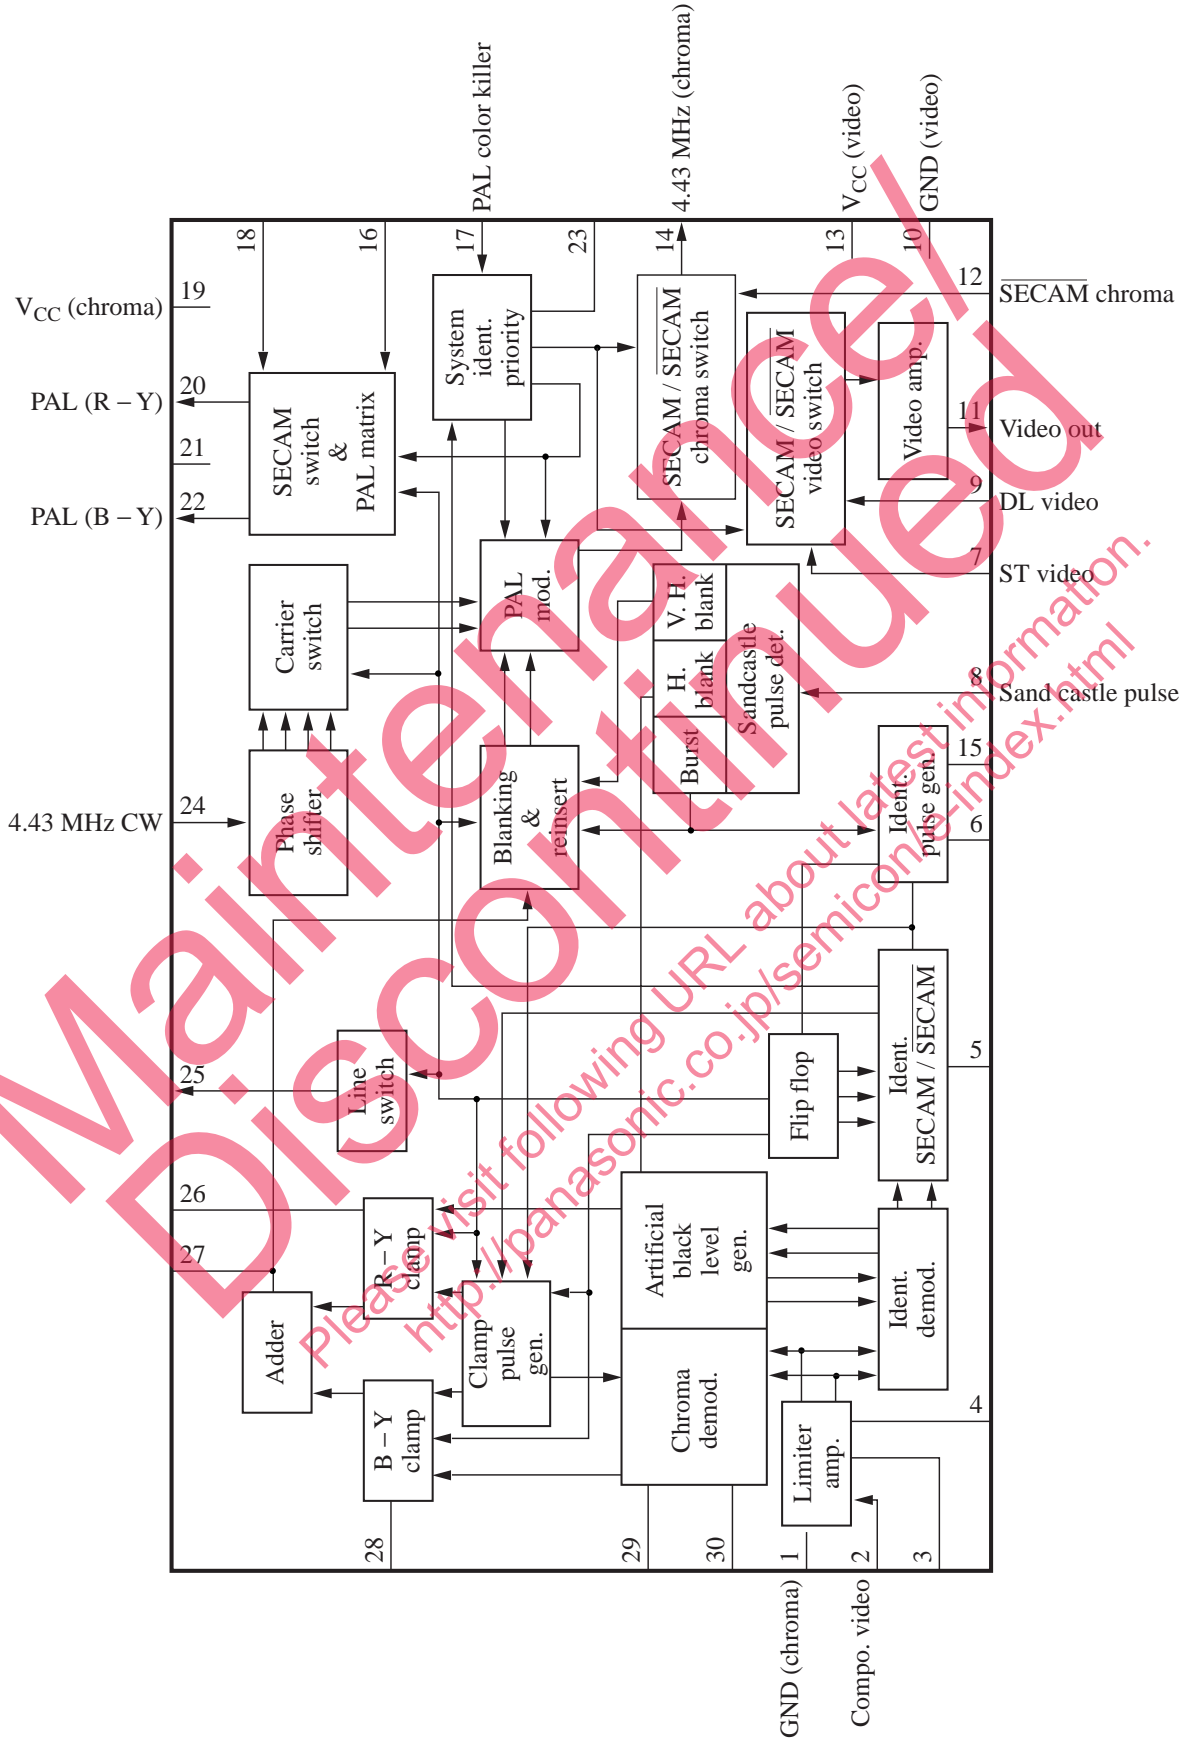 PAL color killer
4.43 MHz (chroma)
VCC (video)
GND (video)
18
16
17
23
14
13
10
VCC (chroma)
19
PAL (R – Y)
20
21
PAL (B – Y)
22
4.43 MHz CW
24
25
26
27
28
29
30
1
2
3
GND (chroma)
Compo. video
12
SECAM chroma
11
Video out
9
DL video
7
ST video
8
Sand castle pulse
15
6
5
4
SECAM
switch
&
PAL matrix
System
ident.
priority
SECAM / SECAM
chroma switch
SECAM / SECAM
video switch
Video amp.
Carrier
switch
PAL
mod.
V. H.
blank
H.
blank
Burst
Sandcastle
pulse det.
Phase
shifter
Blanking
&
reinsert
Ident.
pulse gen.
Line
switch
Flip flop
Ident.
SECAM / SECAM
R – Y
clamp
Adder
B – Y
clamp
Clamp
pulse
gen.
Artificial
black
level
gen.
Chroma
demod.
Ident.
demod.
Limiter
amp.
Maintenance/
Discontinued
Please visit following URL about latest information.
http://panasonic.co.jp/semicon/e-index.html